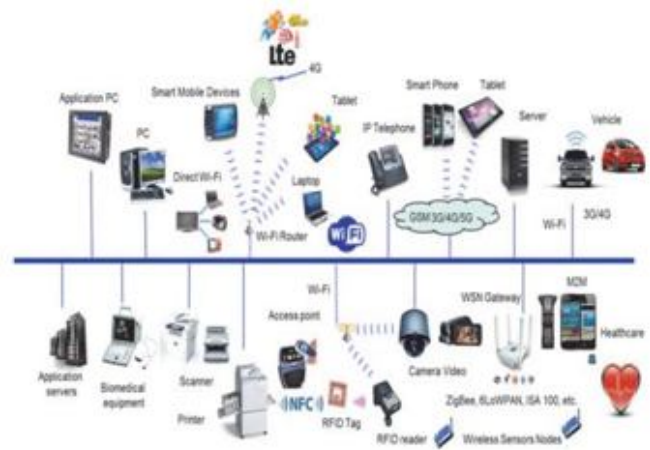 lte
4G
Application PC
PC
Smart Mobile Devices
Direct Wi-Fi
Tablet
Laptop
Wi-Fi Router
Wi Fi
IP Telephone
Smart Phone
Tablet
GSM 3G/4G/5G
Server
Vehicle
Wi-Fi
3G/4G
Application
servers
Biomedical
equipment
Scanner
Printer
Wi-Fi
Access point
NFC
RFID Tag
RFID reader
Camera Video
WSN Gateway
M2M
Healthcare
ZigBee, 6LoWPAN, ISA 100, etc.
Wireless Sensors Nodes